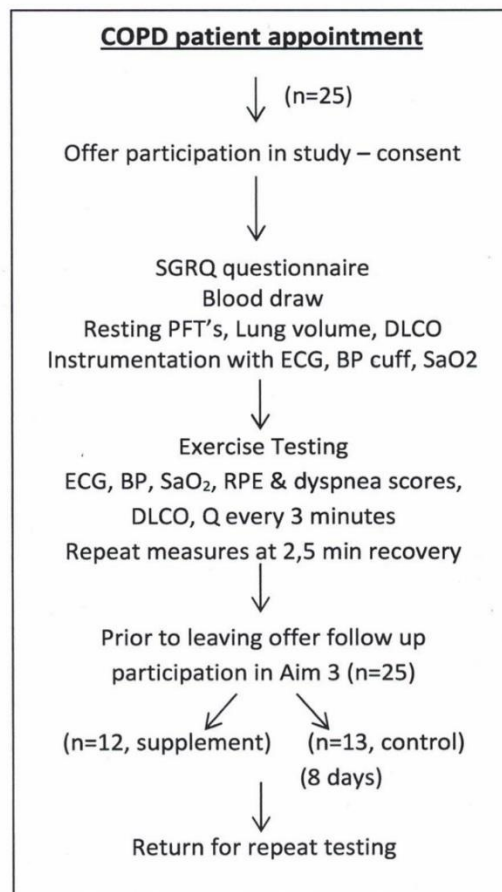 COPD patient appointment
(n=25)
Offer participation in study – consent
SGRQ questionnaire
Blood draw
Resting PFT's, Lung volume, DLCO
Instrumentation with ECG, BP cuff, SaO2
Exercise Testing
ECG, BP, SaO₂, RPE & dyspnea scores,
DLCO, Q every 3 minutes
Repeat measures at 2,5 min recovery
Prior to leaving offer follow up
participation in Aim 3 (n=25)
(n=12, supplement) (n=13, control)
(8 days)
Return for repeat testing